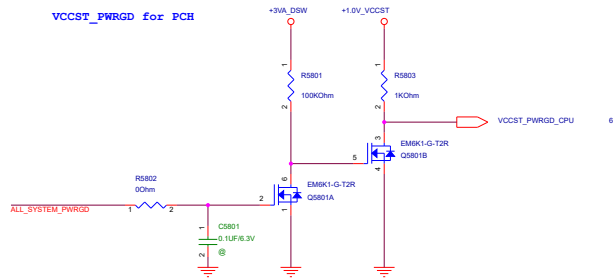 VCCST_PWRGD for PCH
+3VA_DSW
+1.0V_VCCST
1
R5801
100KOhm
2
1
R5803
1KOhm
2
VCCST_PWRGD_CPU 6
3
EM6K1-G-T2R
5
Q5801B
4
6
EM6K1-G-T2R
2
Q5801A
1
R5802
0Ohm
ALL_SYSTEM_PWRGD
1 2
1
C5801
0.1UF/6.3V
2
@